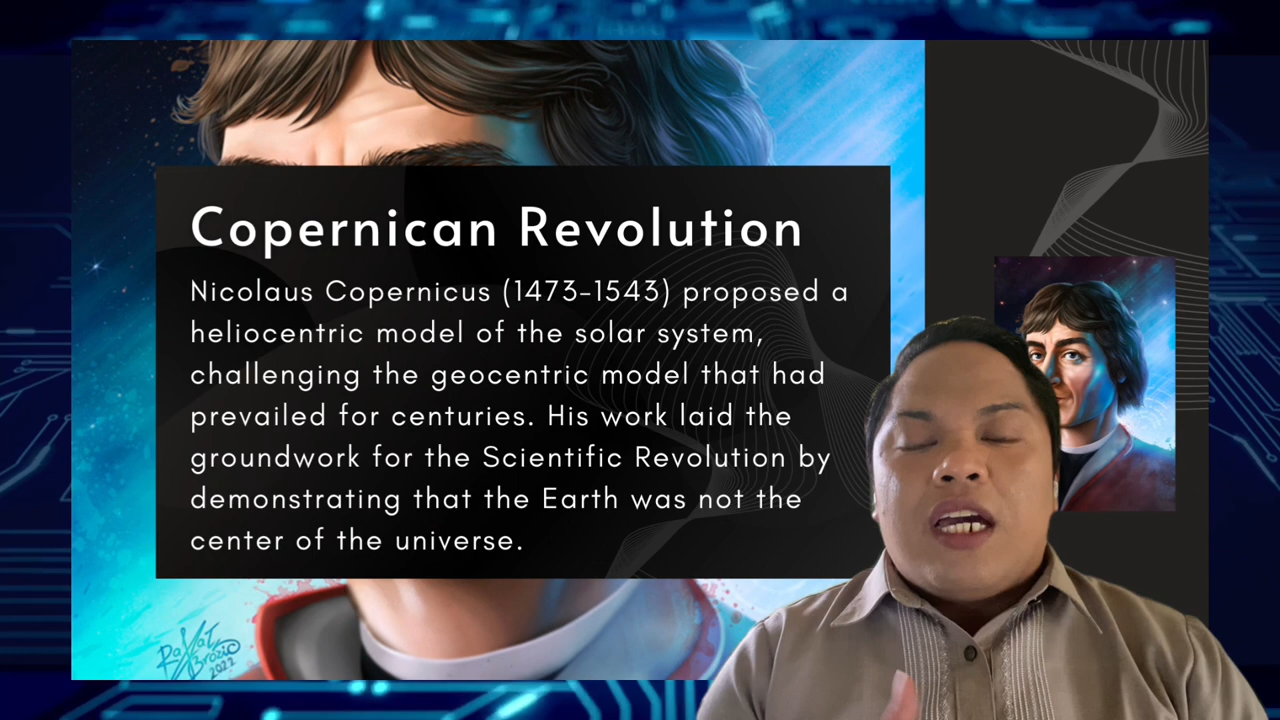 Copernican Revolution
Nicolaus Copernicus (1473-1543) proposed a
heliocentric model of the solar system,
challenging the geocentric model that had
prevailed for centuries. His work laid the
groundwork for the Scientific Revolution by
demonstrating that the Earth was not the
center of the universe.
2022